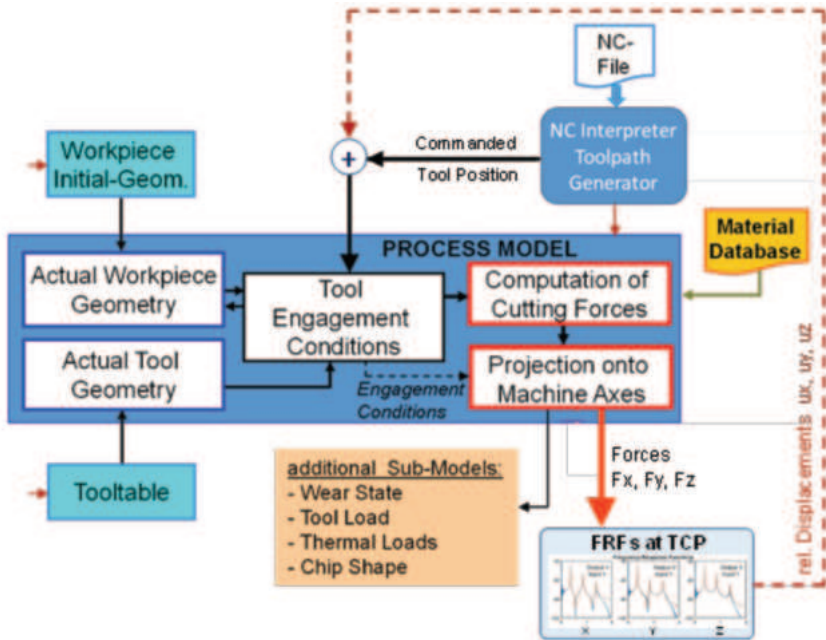 NC-
File
NC Interpreter
Toolpath
Generator
Commanded
Tool Position
+
Workpiece
Initial-Geom.
Material
Database
PROCESS MODEL
Actual Workpiece
Geometry
Tool
Engagement
Conditions
Computation of
Cutting Forces
Actual Tool
Geometry
Projection onto
Machine Axes
Engagement
Conditions
Tooltable
additional Sub-Models:
- Wear State
- Tool Load
- Thermal Loads
- Chip Shape
Forces
Fx, Fy, Fz
rel. Displacements ux, uy, uz
FRFs at TCP
X
Y
Z